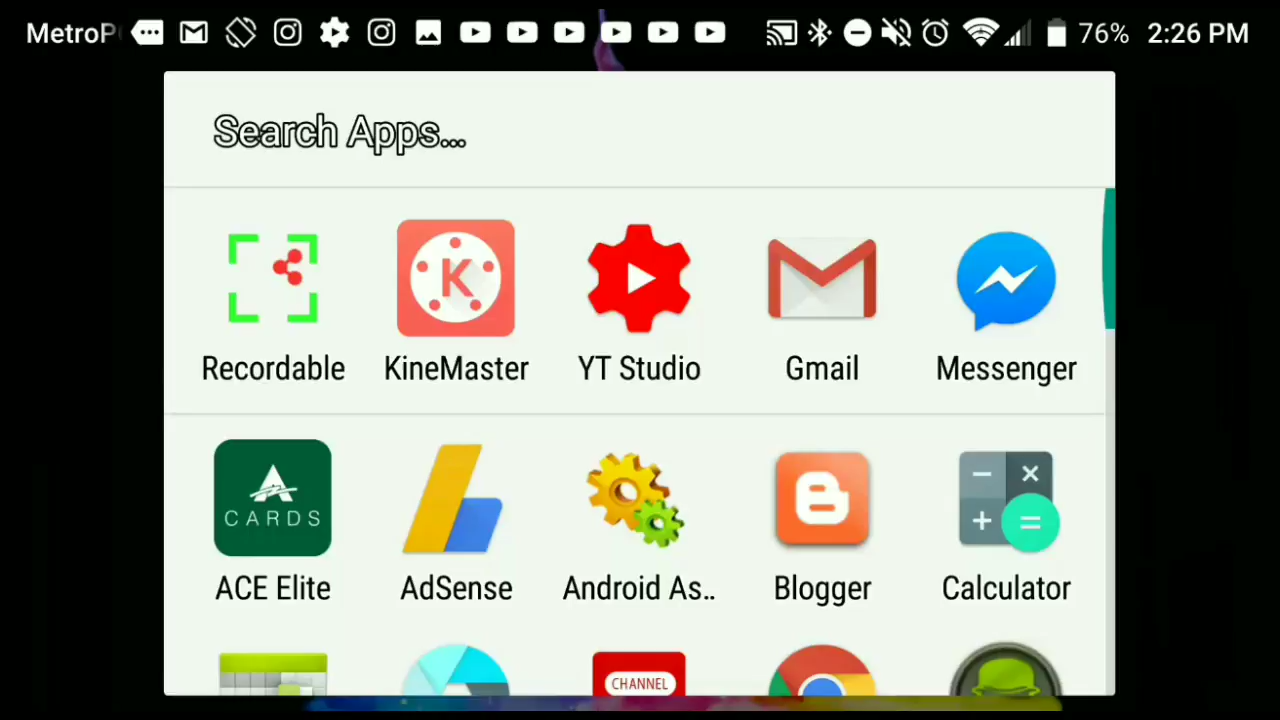 MetroP 76% 2:26 PM
Search Apps...
K
Recordable KineMaster YT Studio Gmail Messenger
A
CARDS
ACE Elite AdSense Android As.. Blogger Calculator
CHANNEL